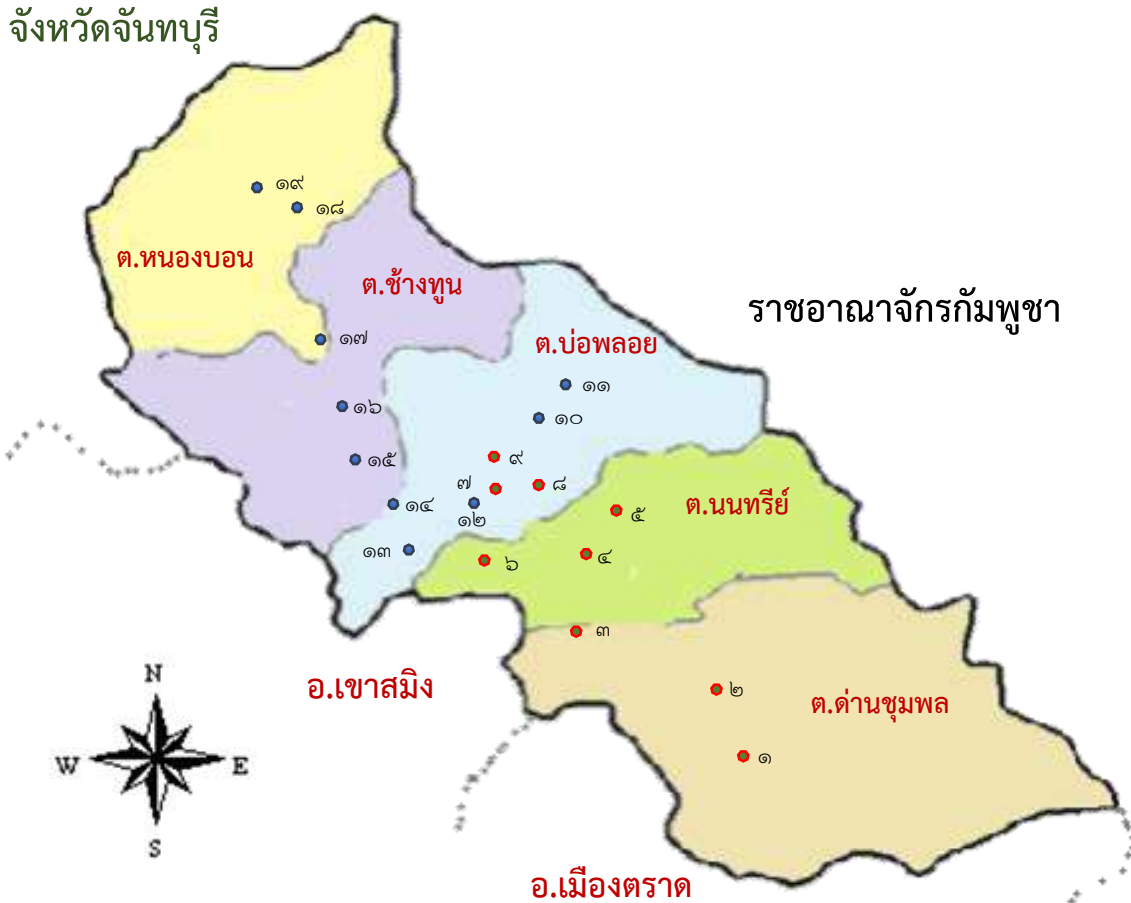 จังหวัดจันทบุรี
๑๙
๑๘
ต.หนองบอน
ต.ช้างทูน
ราชอาณาจักรกัมพูชา
๑๗
ต.บ่อพลอย
๑๑
๑๖
๑๐
๑๕
๙
๗
๘
๑๔
๑๒
๕
ต.นนทรีย์
๑๓
๖
๔
๓
อ.เขาสมิง
๒
ต.ด่านชุมพล
๑
N
W
E
S
อ.เมืองตราด